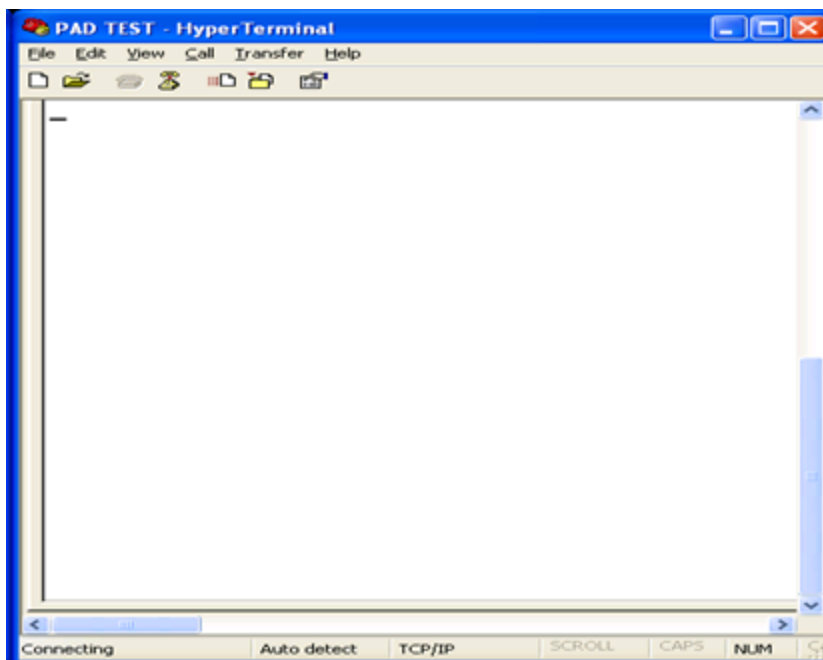 PAD TEST - HyperTerminal
File Edit View Call Transfer Help
Connecting Auto detect TCP/IP SCROLL CAPS NUM